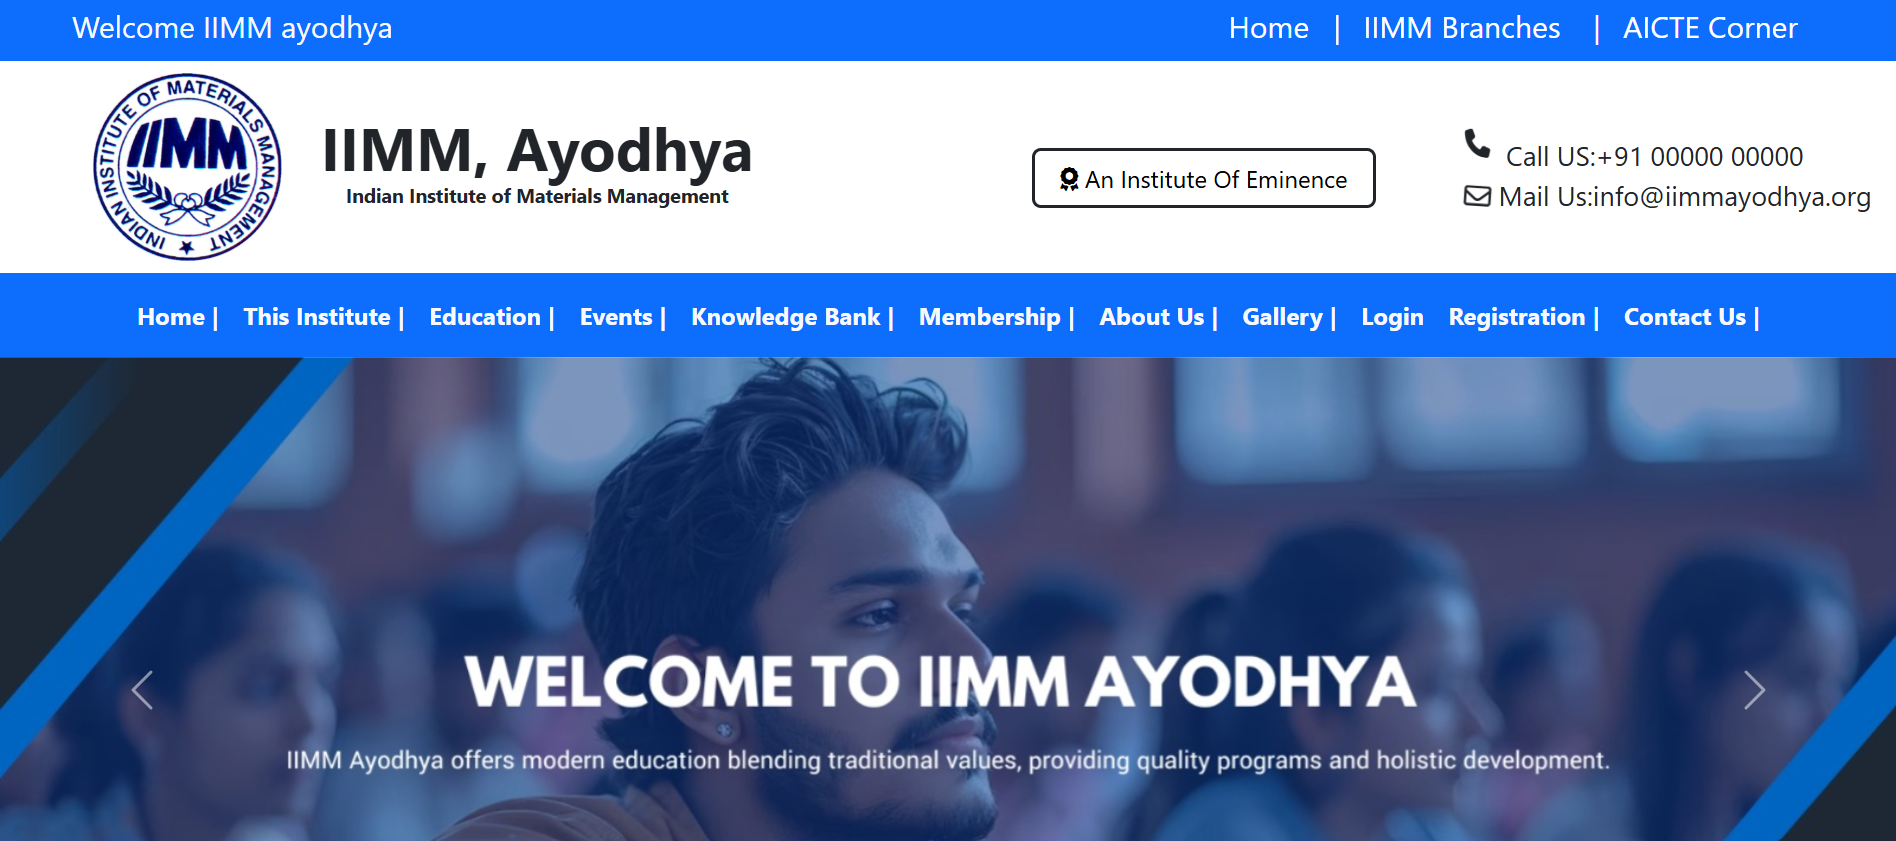 Welcome IIMM ayodhya
Home | IIMM Branches | AICTE Corner
INDIAN INSTITUTE OF MATERIALS MANAGEMENT
IIMM
IIMM, Ayodhya
Indian Institute of Materials Management
An Institute Of Eminence
Call US:+91 00000 00000
Mail Us:info@iimmayodhya.org
Home | This Institute | Education | Events | Knowledge Bank | Membership | About Us | Gallery | Login Registration | Contact Us |
WELCOME TO IIMM AYODHYA
IIMM Ayodhya offers modern education blending traditional values, providing quality programs and holistic development.